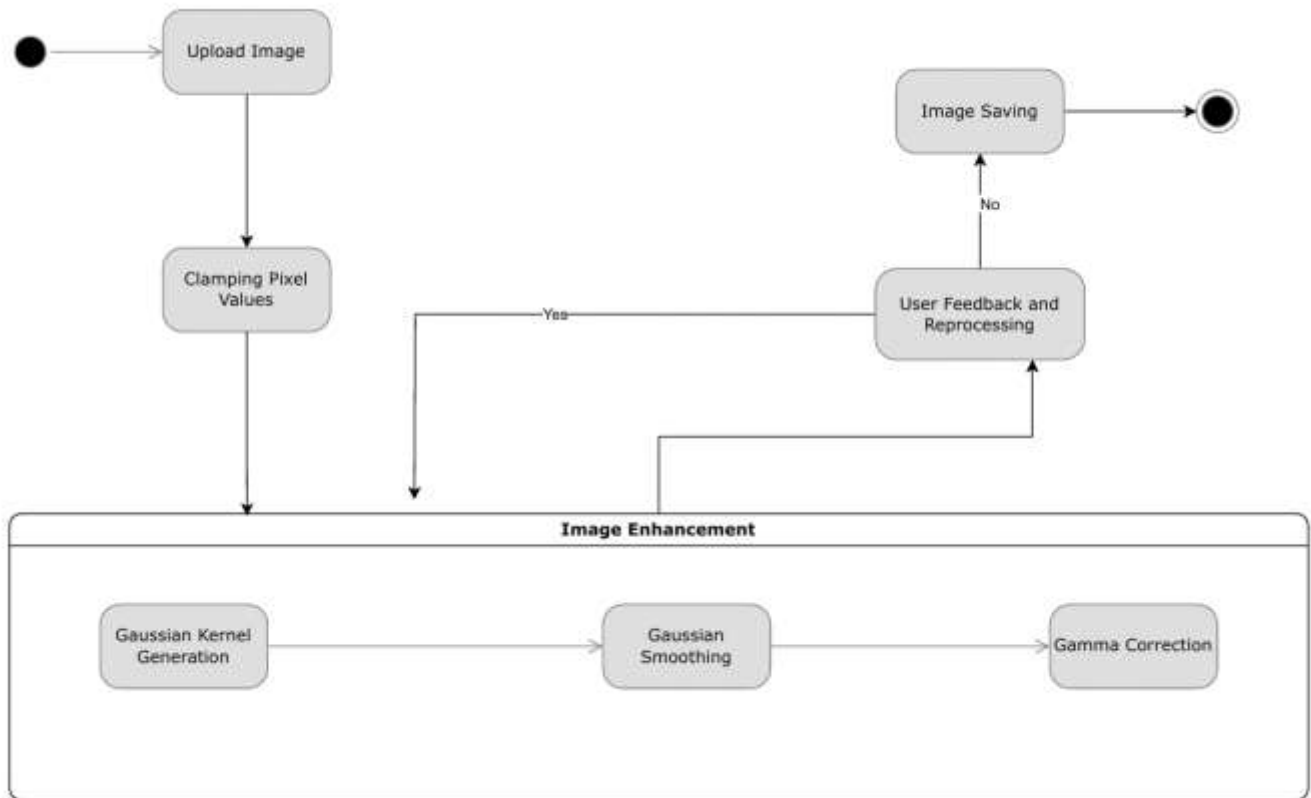 Upload Image
Image Saving
No
Clamping Pixel
Values
User Feedback and
Reprocessing
Yes
Image Enhancement
Gaussian Kernel
Generation
Gaussian
Smoothing
Gamma Correction